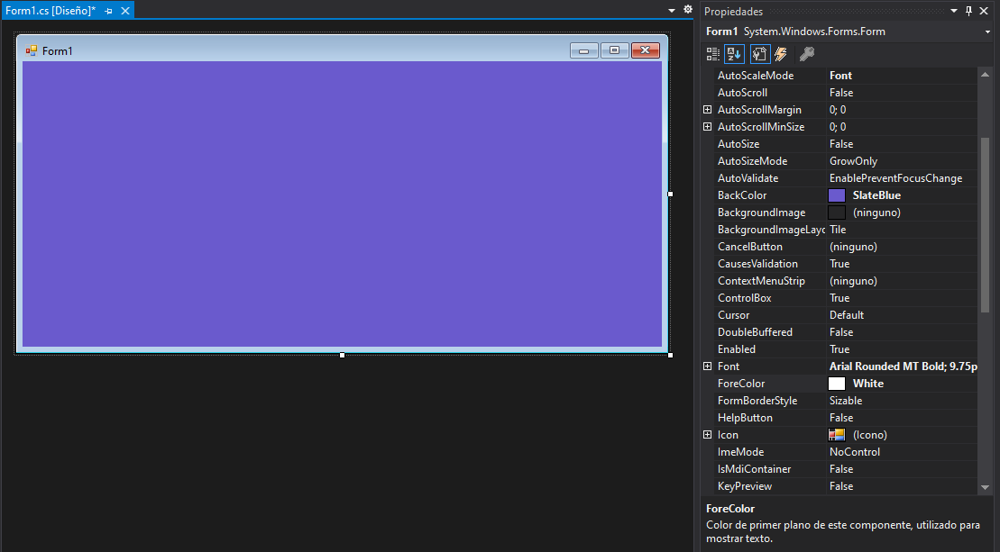 Form1.cs [Diseño]*
Form1
Propiedades
Form1 System.Windows.Forms.Form
AutoScaleMode Font
AutoScroll False
AutoScrollMargin 0; 0
AutoScrollMinSize 0; 0
AutoSize False
AutoSizeMode GrowOnly
AutoValidate EnablePreventFocusChange
BackColor SlateBlue
BackgroundImage (ninguno)
BackgroundImageLayo Tile
CancelButton (ninguno)
CausesValidation True
ContextMenuStrip (ninguno)
ControlBox True
Cursor Default
DoubleBuffered False
Enabled True
Font Arial Rounded MT Bold; 9.75p
ForeColor White
FormBorderStyle Sizable
HelpButton False
Icon (Icono)
ImeMode NoControl
IsMdiContainer False
KeyPreview False
ForeColor
Color de primer plano de este componente, utilizado para
mostrar texto.